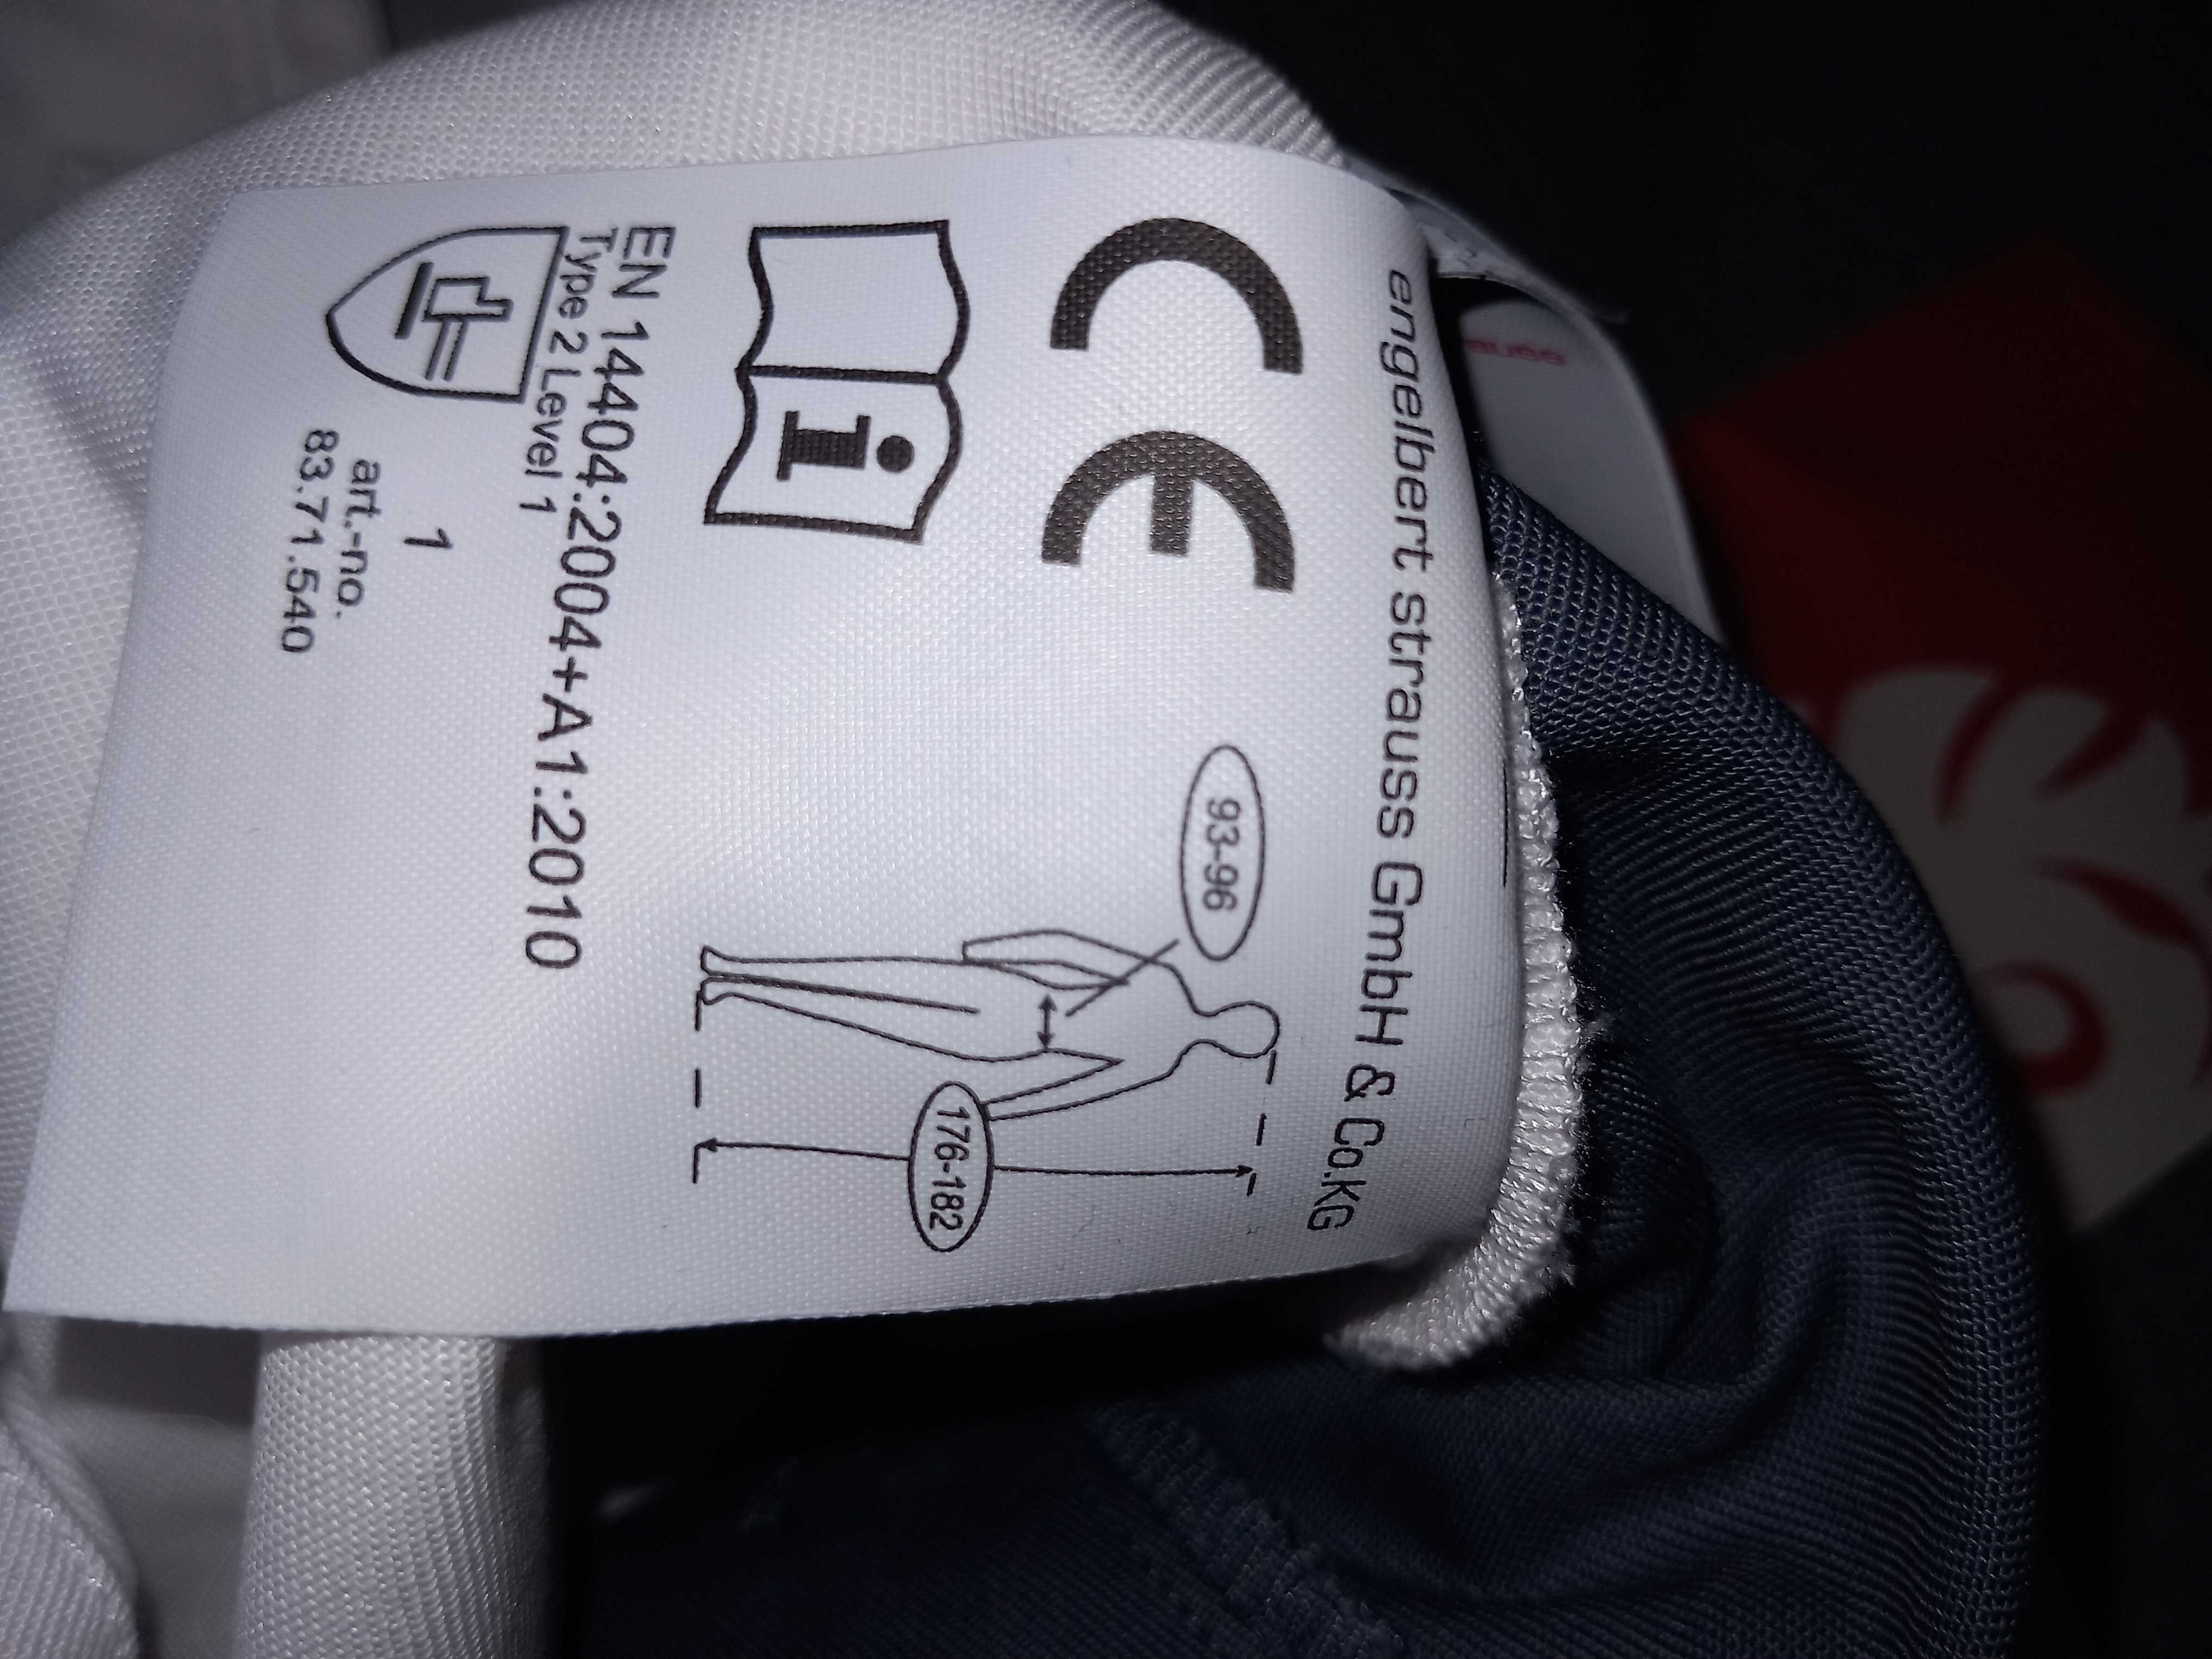 engelbert strauss GmbH & Co.KG
CE
i
93-96
176-182
EN 14404:2004+A1:2010
Type 2 Level 1
1
art.-no.
83.71.540
auss